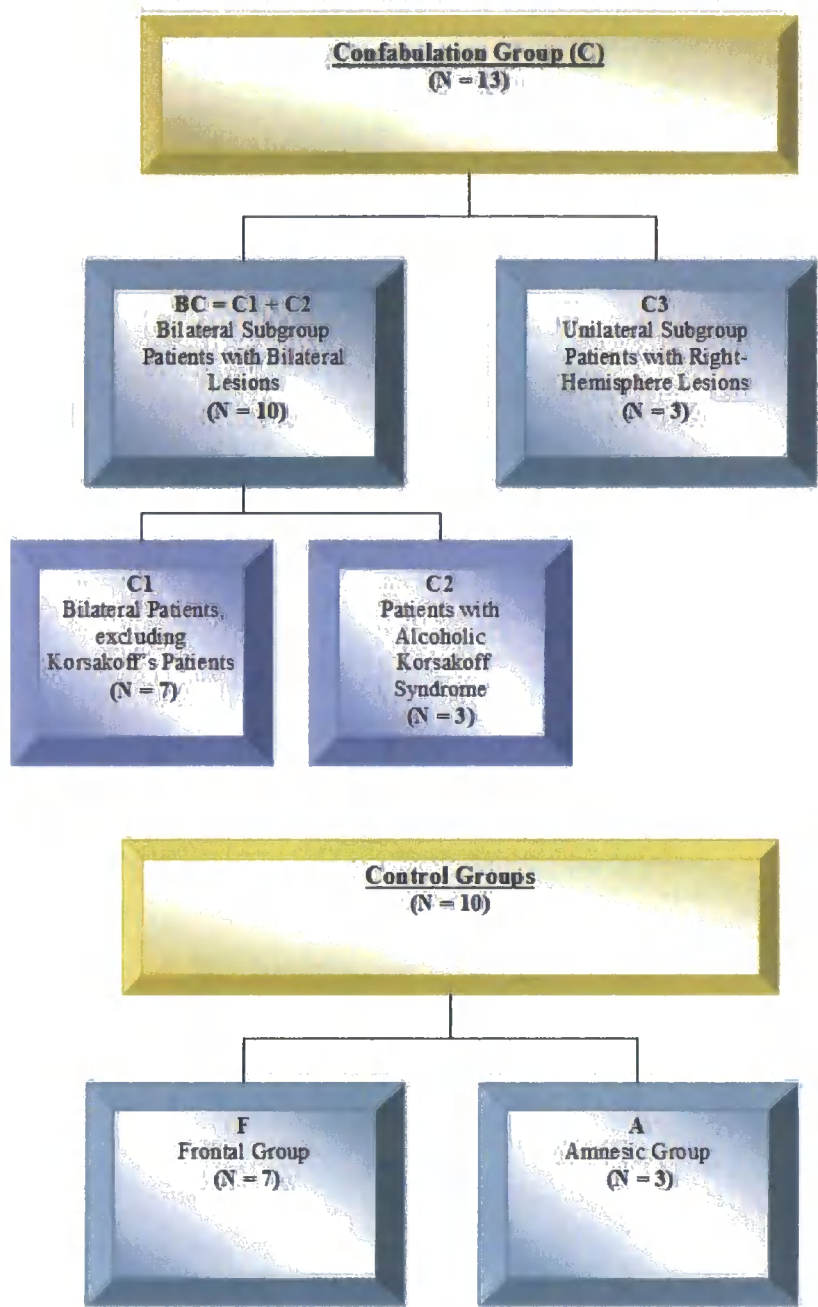 Confabulation Group (C)
(N = 13)
BC = C1 + C2
Bilateral Subgroup
Patients with Bilateral
Lesions
(N = 10)
C3
Unilateral Subgroup
Patients with Right-
Hemisphere Lesions
(N = 3)
C1
Bilateral Patients,
excluding
Korsakoff's Patients
(N = 7)
C2
Patients with
Alcoholic
Korsakoff
Syndrome
(N = 3)
Control Groups
(N = 10)
F
Frontal Group
(N = 7)
A
Amnesic Group
(N = 3)